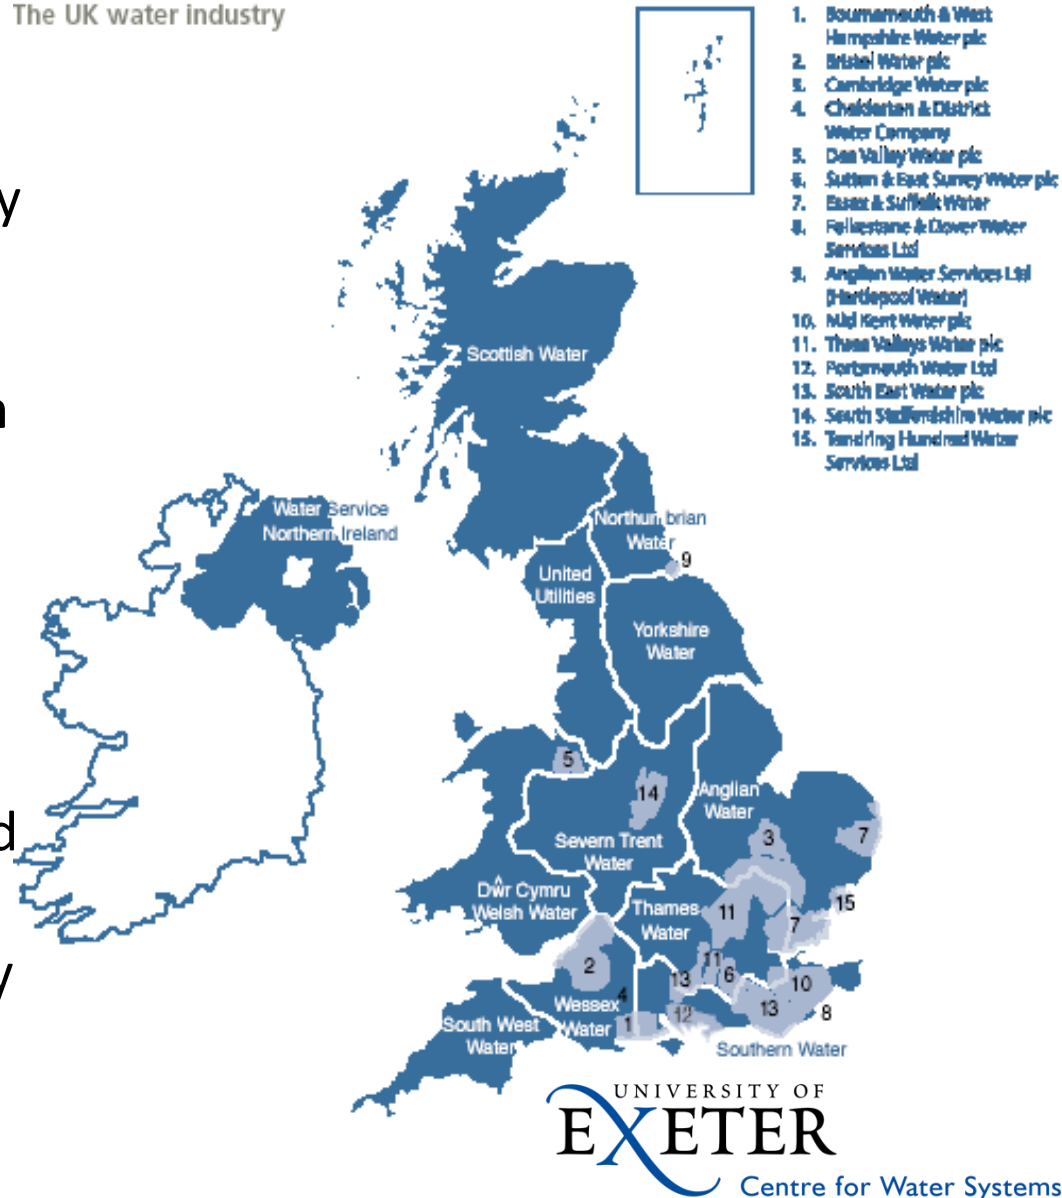 The UK water industry
1. Bournemouth & West
Hampshire Water plc
2. Bristol Water plc
3. Cambridge Water plc
4. Cholderton & District
Water Company
5. Dee Valley Water plc
6. Sutton & East Surrey Water plc
7. Essex & Suffolk Water
8. Folkestone & Dover Water
Services Ltd
9. Anglian Water Services Ltd
(Hartlepool Water)
10. Mid Kent Water plc
11. Three Valleys Water plc
12. Portsmouth Water Ltd
13. South East Water plc
14. South Staffordshire Water plc
15. Tendring Hundred Water
Services Ltd
y
n
d
y
Scottish Water
Water Service
Northern Ireland
Northumbrian
Water
9
United
Utilities
Yorkshire
Water
5
14
Anglian
Water
3
7
Severn Trent
Water
Dŵr Cymru
Welsh Water
Thames
Water
11
15
7
2
11
6
13
10
4
Wessex
Water
1
12
13
8
South West
Water
Southern Water
UNIVERSITY OF
EXETER
Centre for Water Systems